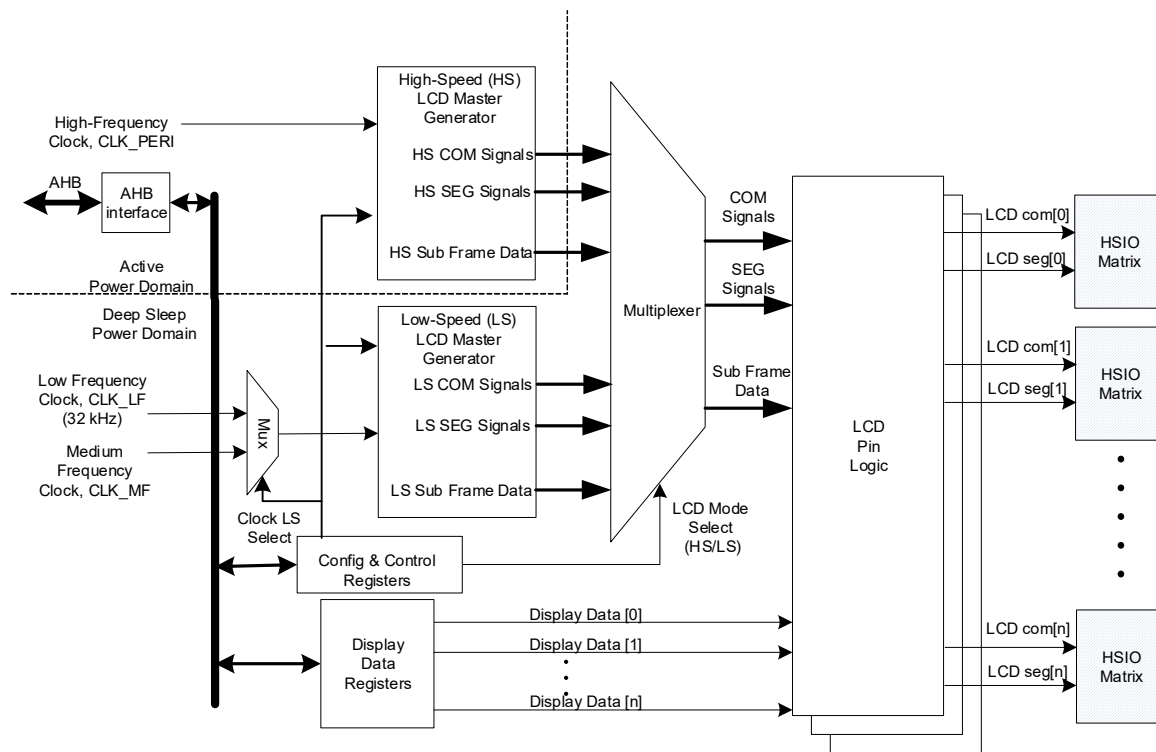 High-Speed (HS)
LCD Master
Generator
High-Frequency
Clock, CLK_PERI
HS COM Signals
HS SEG Signals
HS Sub Frame Data
AHB
AHB
interface
Active
Power Domain
Deep Sleep
Power Domain
Low-Speed (LS)
LCD Master
Generator
LS COM Signals
LS SEG Signals
LS Sub Frame Data
Low Frequency
Clock, CLK_LF
(32 kHz)
Medium
Frequency
Clock, CLK_MF
Mux
Clock LS
Select
Config & Control
Registers
Multiplexer
LCD Mode
Select
(HS/LS)
COM
Signals
SEG
Signals
Sub Frame
Data
Display
Data
Registers
Display Data [0]
Display Data [1]
Display Data [n]
LCD
Pin
Logic
LCD com[0]
LCD seg[0]
HSIO
Matrix
LCD com[1]
LCD seg[1]
HSIO
Matrix
LCD com[n]
LCD seg[n]
HSIO
Matrix